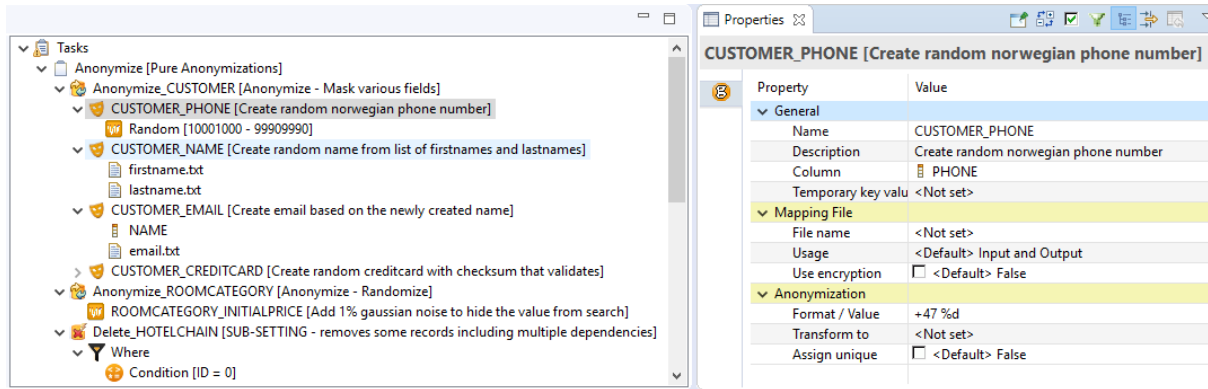 Tasks
Anonymize [Pure Anonymizations]
Anonymize_CUSTOMER [Anonymize - Mask various fields]
CUSTOMER_PHONE [Create random norwegian phone number]
Random [10001000 - 99909990]
CUSTOMER_NAME [Create random name from list of firstnames and lastnames]
firstname.txt
lastname.txt
CUSTOMER_EMAIL [Create email based on the newly created name]
NAME
email.txt
CUSTOMER_CREDITCARD [Create random creditcard with checksum that validates]
Anonymize_ROOMCATEGORY [Anonymize - Randomize]
ROOMCATEGORY_INITIALPRICE [Add 1% gaussian noise to hide the value from search]
Delete_HOTELCHAIN [SUB-SETTING - removes some records including multiple dependencies]
Where
Condition [ID = 0]
Properties
CUSTOMER_PHONE [Create random norwegian phone number]
Property Value
General
Name CUSTOMER_PHONE
Description Create random norwegian phone number
Column PHONE
Temporary key valu <Not set>
Mapping File
File name <Not set>
Usage <Default> Input and Output
Use encryption <Default> False
Anonymization
Format / Value +47 %d
Transform to <Not set>
Assign unique <Default> False